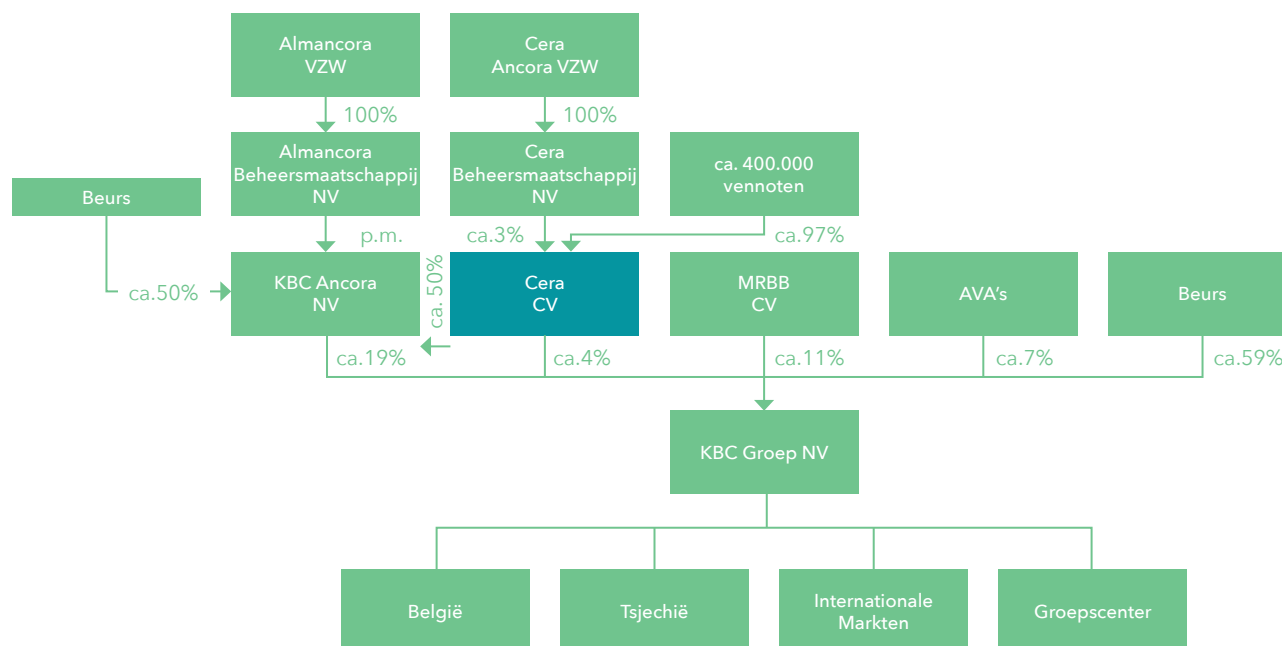 Almancora
VZW
Cera
Ancora VZW
100%
100%
Almancora
Beheersmaatschappij
NV
Cera
Beheersmaatschappij
NV
ca. 400.000
vennoten
Beurs
p.m.
ca.3%
ca.97%
ca.50%
KBC Ancora
NV
ca. 50%
Cera
CV
MRBB
CV
AVA's
Beurs
ca.19%
ca.4%
ca.11%
ca.7%
ca.59%
KBC Groep NV
België
Tsjechië
Internationale
Markten
Groepscenter